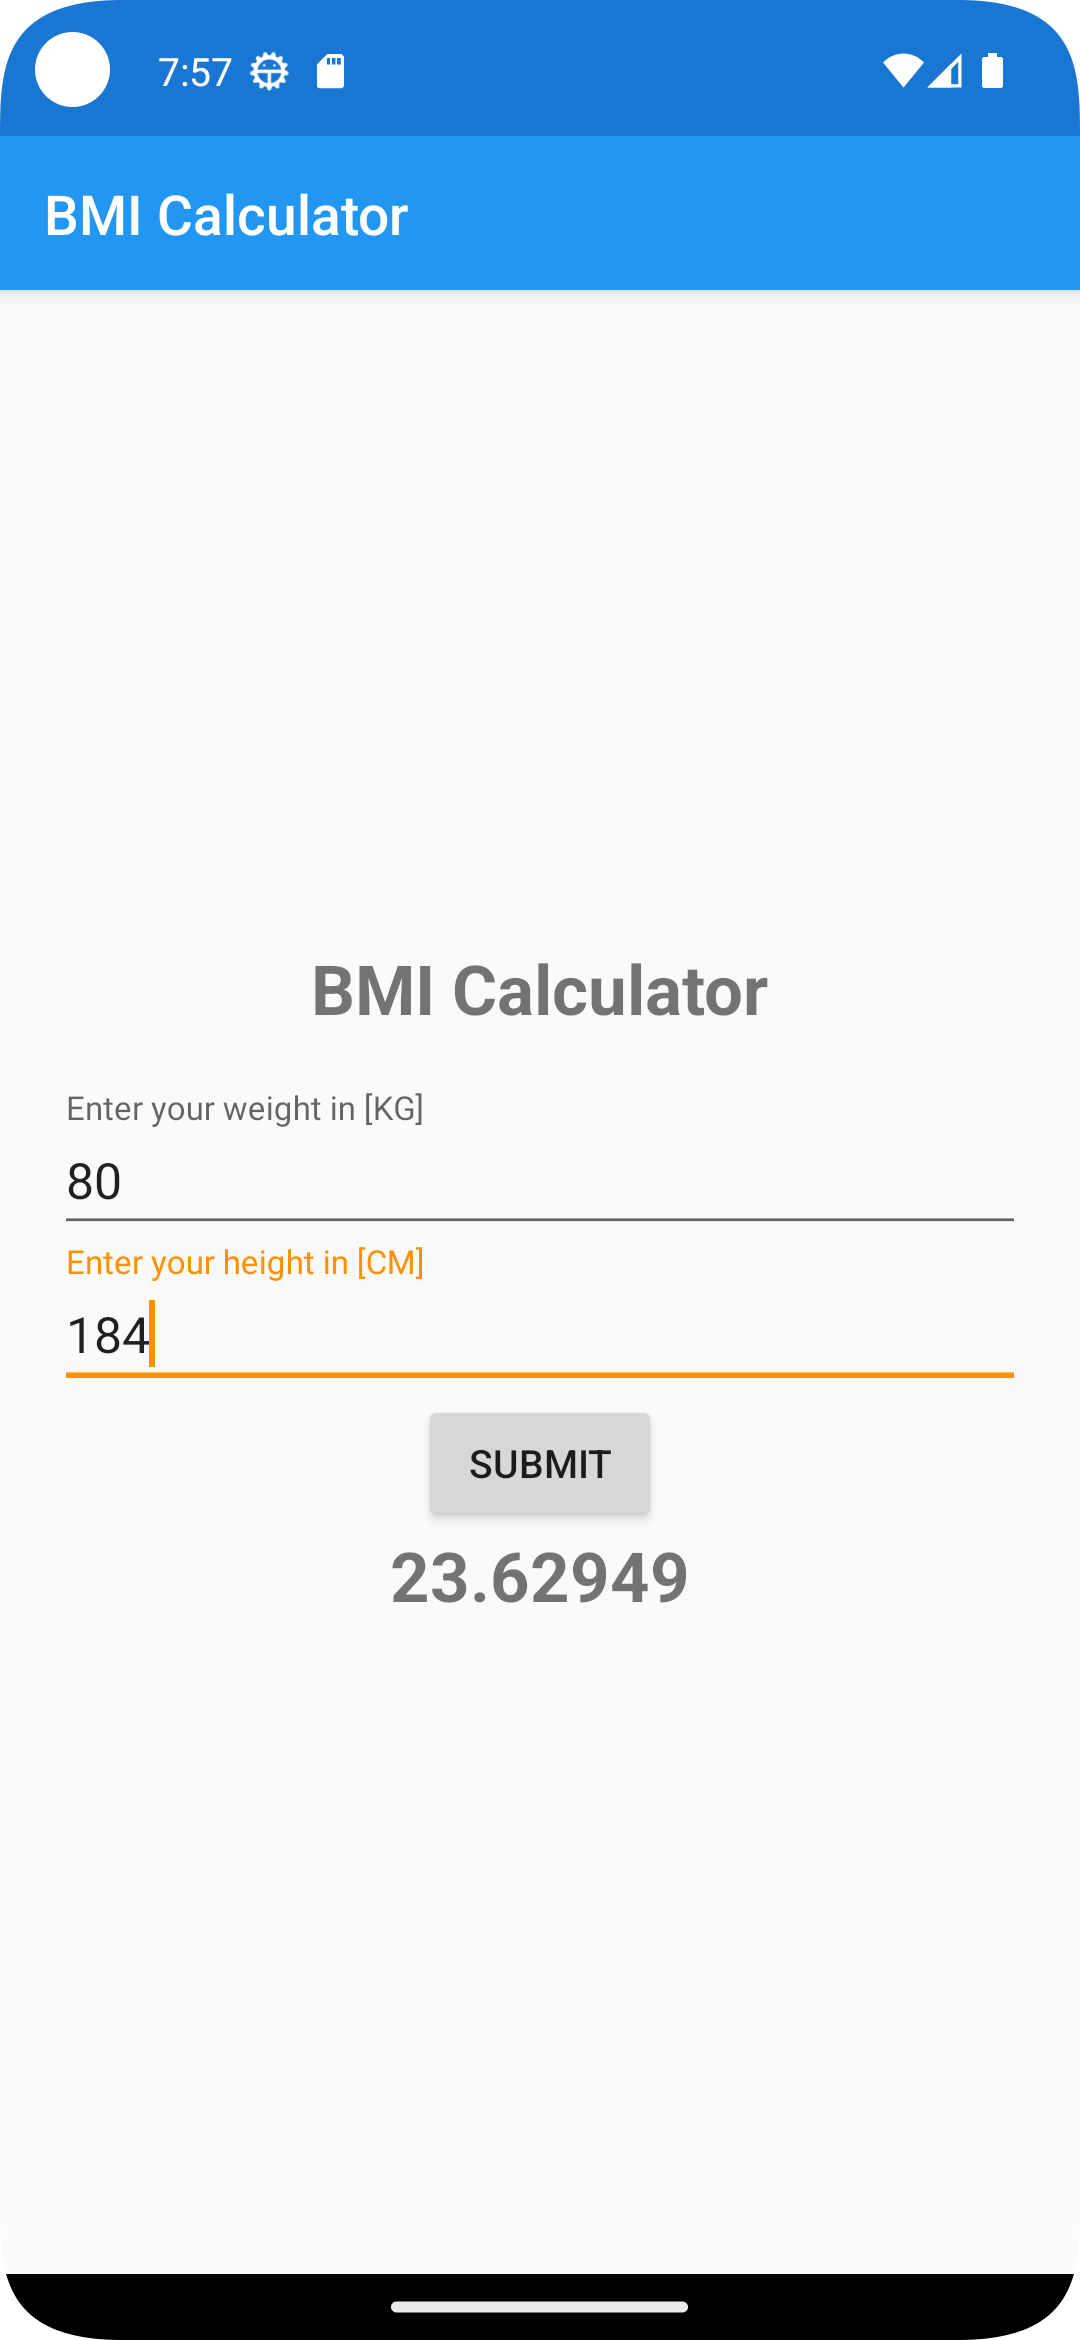 7:57
BMI Calculator
BMI Calculator
Enter your weight in [KG]
80
Enter your height in [CM]
184
SUBMIT
23.62949